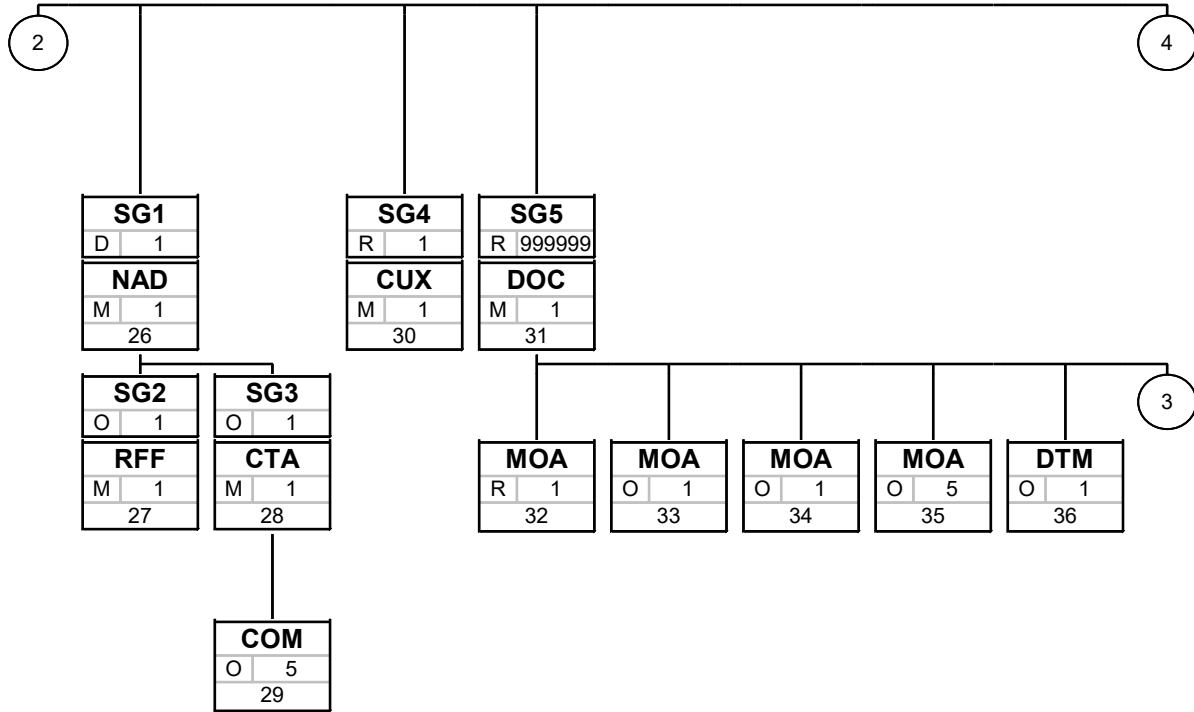 2
4
SG1
D 1
NAD
M 1
26
SG4
R 1
CUX
M 1
30
SG5
R 999999
DOC
M 1
31
SG2
O 1
RFF
M 1
27
SG3
O 1
CTA
M 1
28
COM
O 5
29
3
MOA
R 1
32
MOA
O 1
33
MOA
O 1
34
MOA
O 5
35
DTM
O 1
36